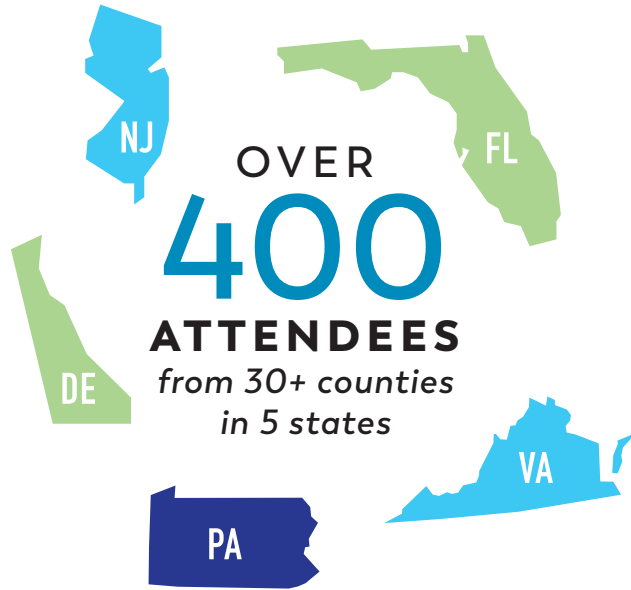 NJ
FL
OVER
400
ATTENDEES
from 30+ counties
in 5 states
DE
VA
PA